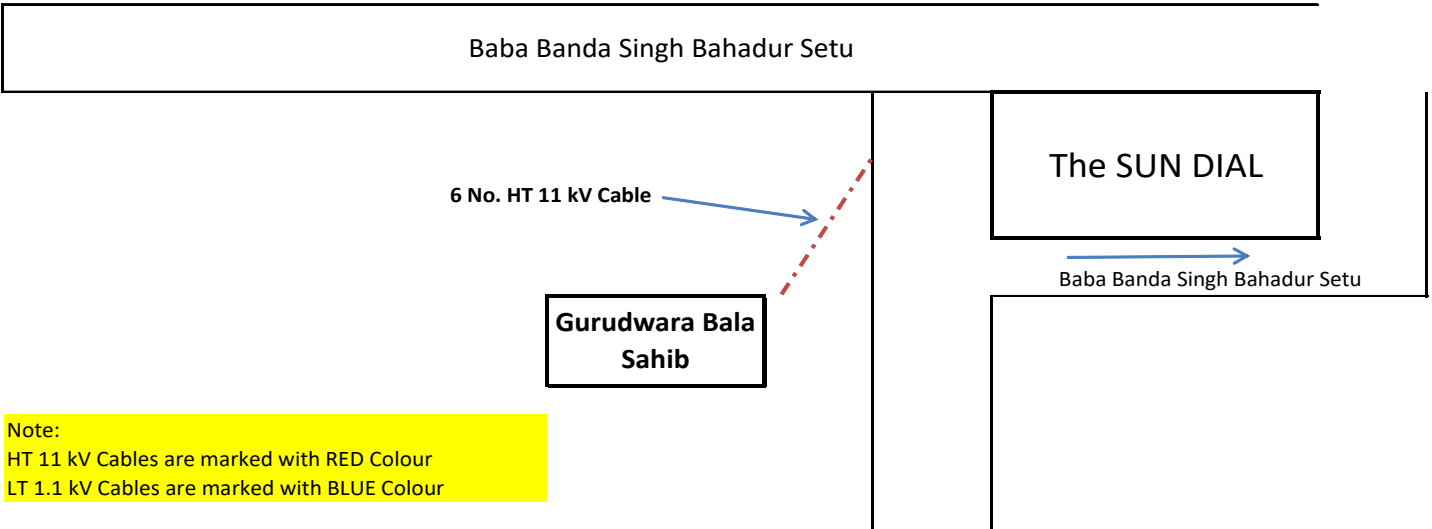 Baba Banda Singh Bahadur Setu
The SUN DIAL
6 No. HT 11 kV Cable
Baba Banda Singh Bahadur Setu
Gurudwara Bala
Sahib
Note:
HT 11 kV Cables are marked with RED Colour
LT 1.1 kV Cables are marked with BLUE Colour